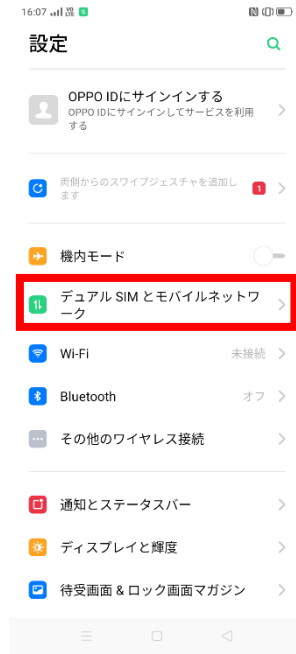 16:07
設定
OPPO IDにサインインする
OPPO IDにサインインしてサービスを利用
する
両側からのスワイプジェスチャを追加し
ます
1
機内モード
デュアル SIM とモバイルネットワ
ーク
Wi-Fi
未接続
Bluetooth
オフ
その他のワイヤレス接続
通知とステータスバー
ディスプレイと輝度
待受画面 & ロック画面マガジン